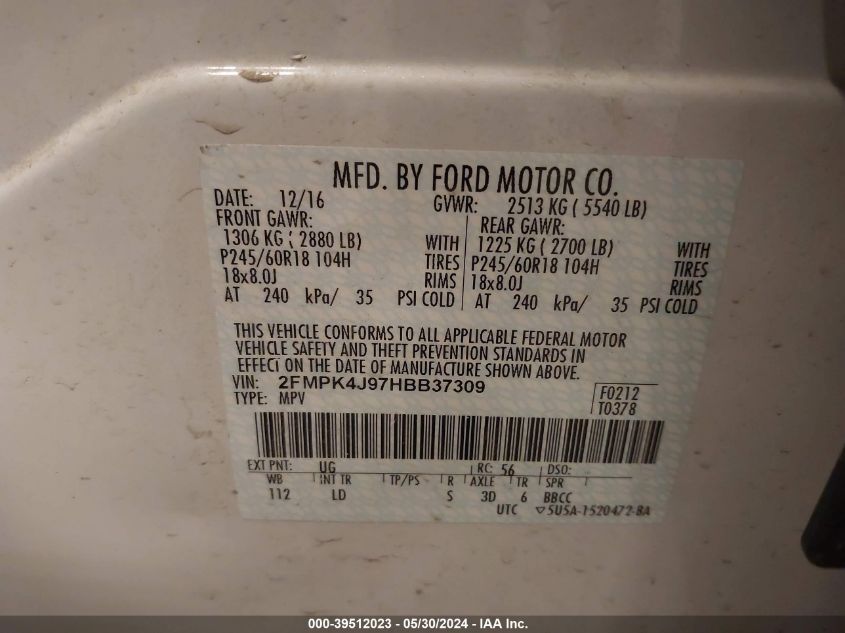 MFD. BY FORD MOTOR CO.
DATE: 12/16 GVWR: 2513 KG ( 5540 LB)
FRONT GAWR: REAR GAWR:
1306 KG ( 2880 LB) WITH 1225 KG ( 2700 LB) WITH
P245/60R18 104H TIRES P245/60R18 104H TIRES
18x8.0J RIMS 18x8.0J RIMS
AT 240 kPa/ 35 PSI COLD AT 240 kPa/ 35 PSI COLD
THIS VEHICLE CONFORMS TO ALL APPLICABLE FEDERAL MOTOR
VEHICLE SAFETY AND THEFT PREVENTION STANDARDS IN
EFFECT ON THE DATE OF MANUFACTURE SHOWN ABOVE.
VIN: 2FMPK4J97HBB37309 F0212
TYPE: MPV T0378
EXT PNT: UG RC: 56 DSO:
WB INT TR TP/PS R AXLE TR SPR
112 LD S 3D 6 BBCC
UTC ▽5U5A-1520472-BA
000-39512023 - 05/30/2024 - IAA Inc.